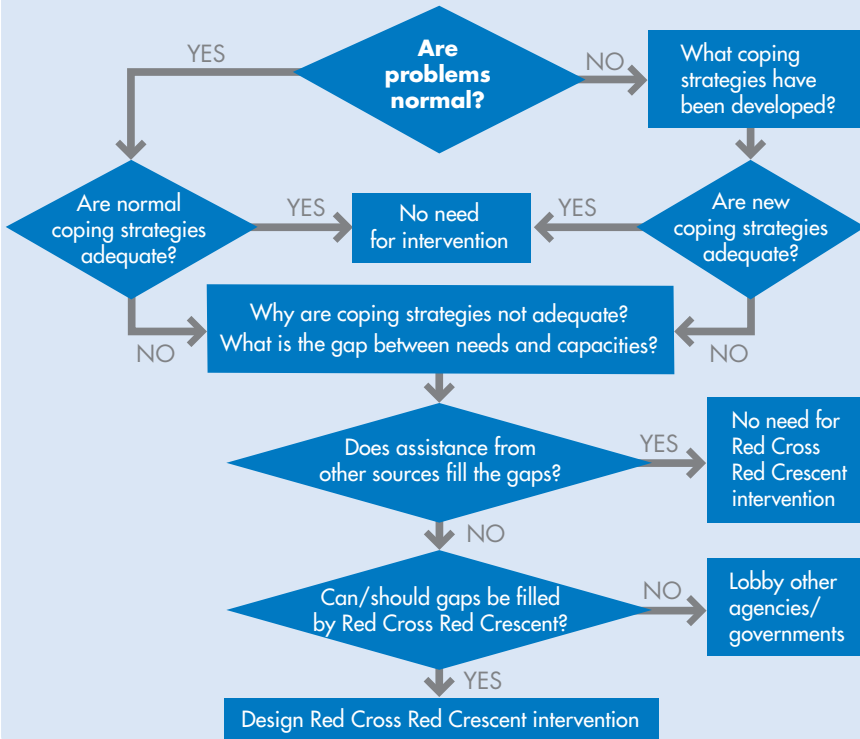 Are
problems
normal?
YES
NO
What coping
strategies have
been developed?
Are normal
coping strategies
adequate?
YES
No need
for intervention
YES
Are new
coping strategies
adequate?
NO
Why are coping strategies not adequate?
What is the gap between needs and capacities?
NO
Does assistance from
other sources fill the gaps?
YES
No need for
Red Cross
Red Crescent
intervention
NO
Can/should gaps be filled
by Red Cross Red Crescent?
NO
Lobby other
agencies/
governments
YES
Design Red Cross Red Crescent intervention